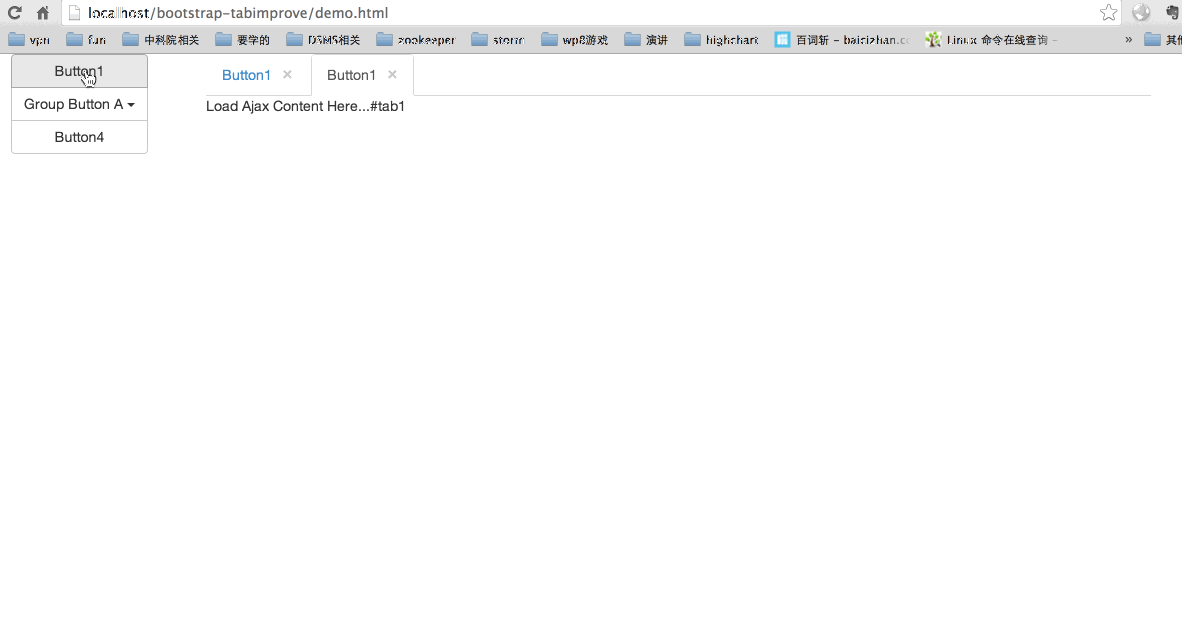 localhost/bootstrap-tabimprove/demo.html
vpn fun 中科院相关 要学的 DSMS相关 zookeeper storm wp8游戏 演讲 highchart 百词斩 – baicizhan.cc Linux 命令在线查询 – » 其他
Button1
Group Button A
Button4
Button1 × Button1 ×
Load Ajax Content Here...#tab1